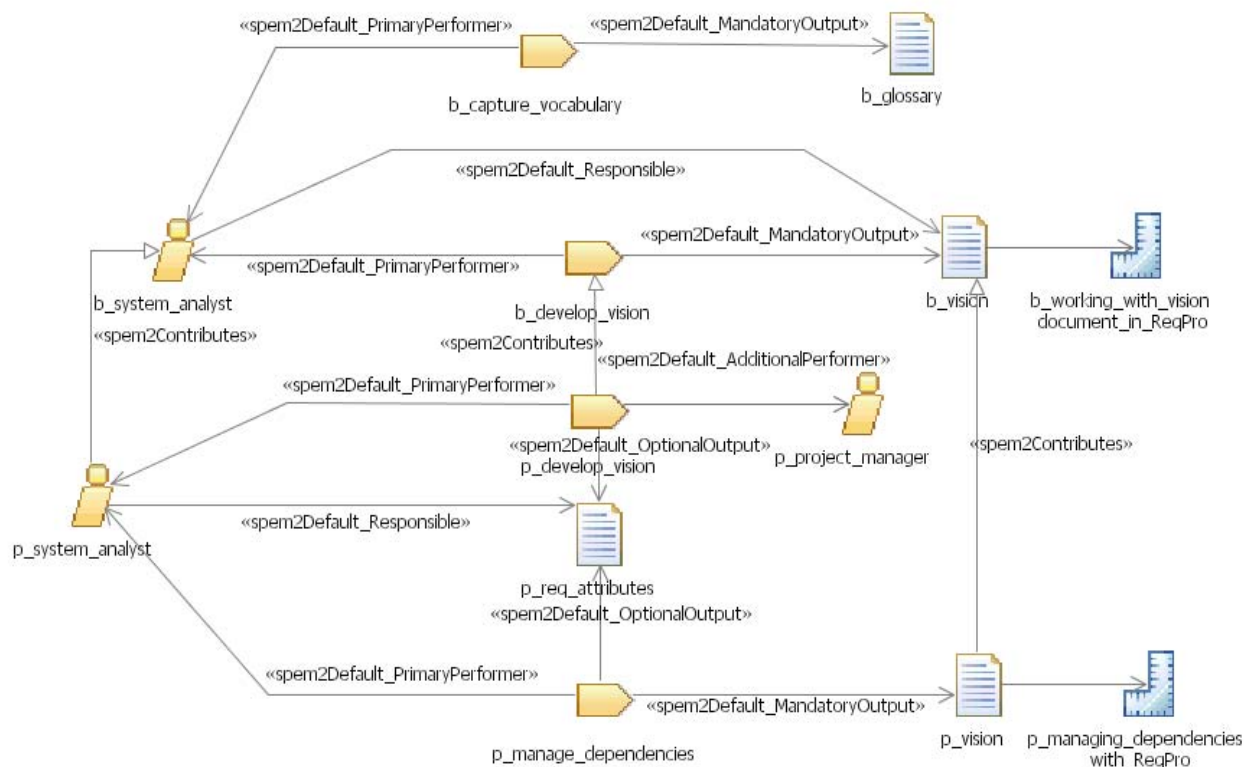 «spem2Default_PrimaryPerformer»
«spem2Default_MandatoryOutput»
b_capture_vocabulary
b_glossary
«spem2Default_Responsible»
«spem2Default_MandatoryOutput»
«spem2Default_PrimaryPerformer»
b_system_analyst
b_develop_vision
b_vision
b_working_with_vision
document_in_ReqPro
«spem2Contributes»
«spem2Contributes»
«spem2Default_AdditionalPerformer»
«spem2Default_PrimaryPerformer»
«spem2Default_OptionalOutput»
«spem2Contributes»
p_develop_vision
p_project_manager
«spem2Default_Responsible»
p_system_analyst
p_req_attributes
«spem2Default_OptionalOutput»
«spem2Default_PrimaryPerformer»
«spem2Default_MandatoryOutput»
p_manage_dependencies
p_vision
p_managing_dependencies
with_ReqPro